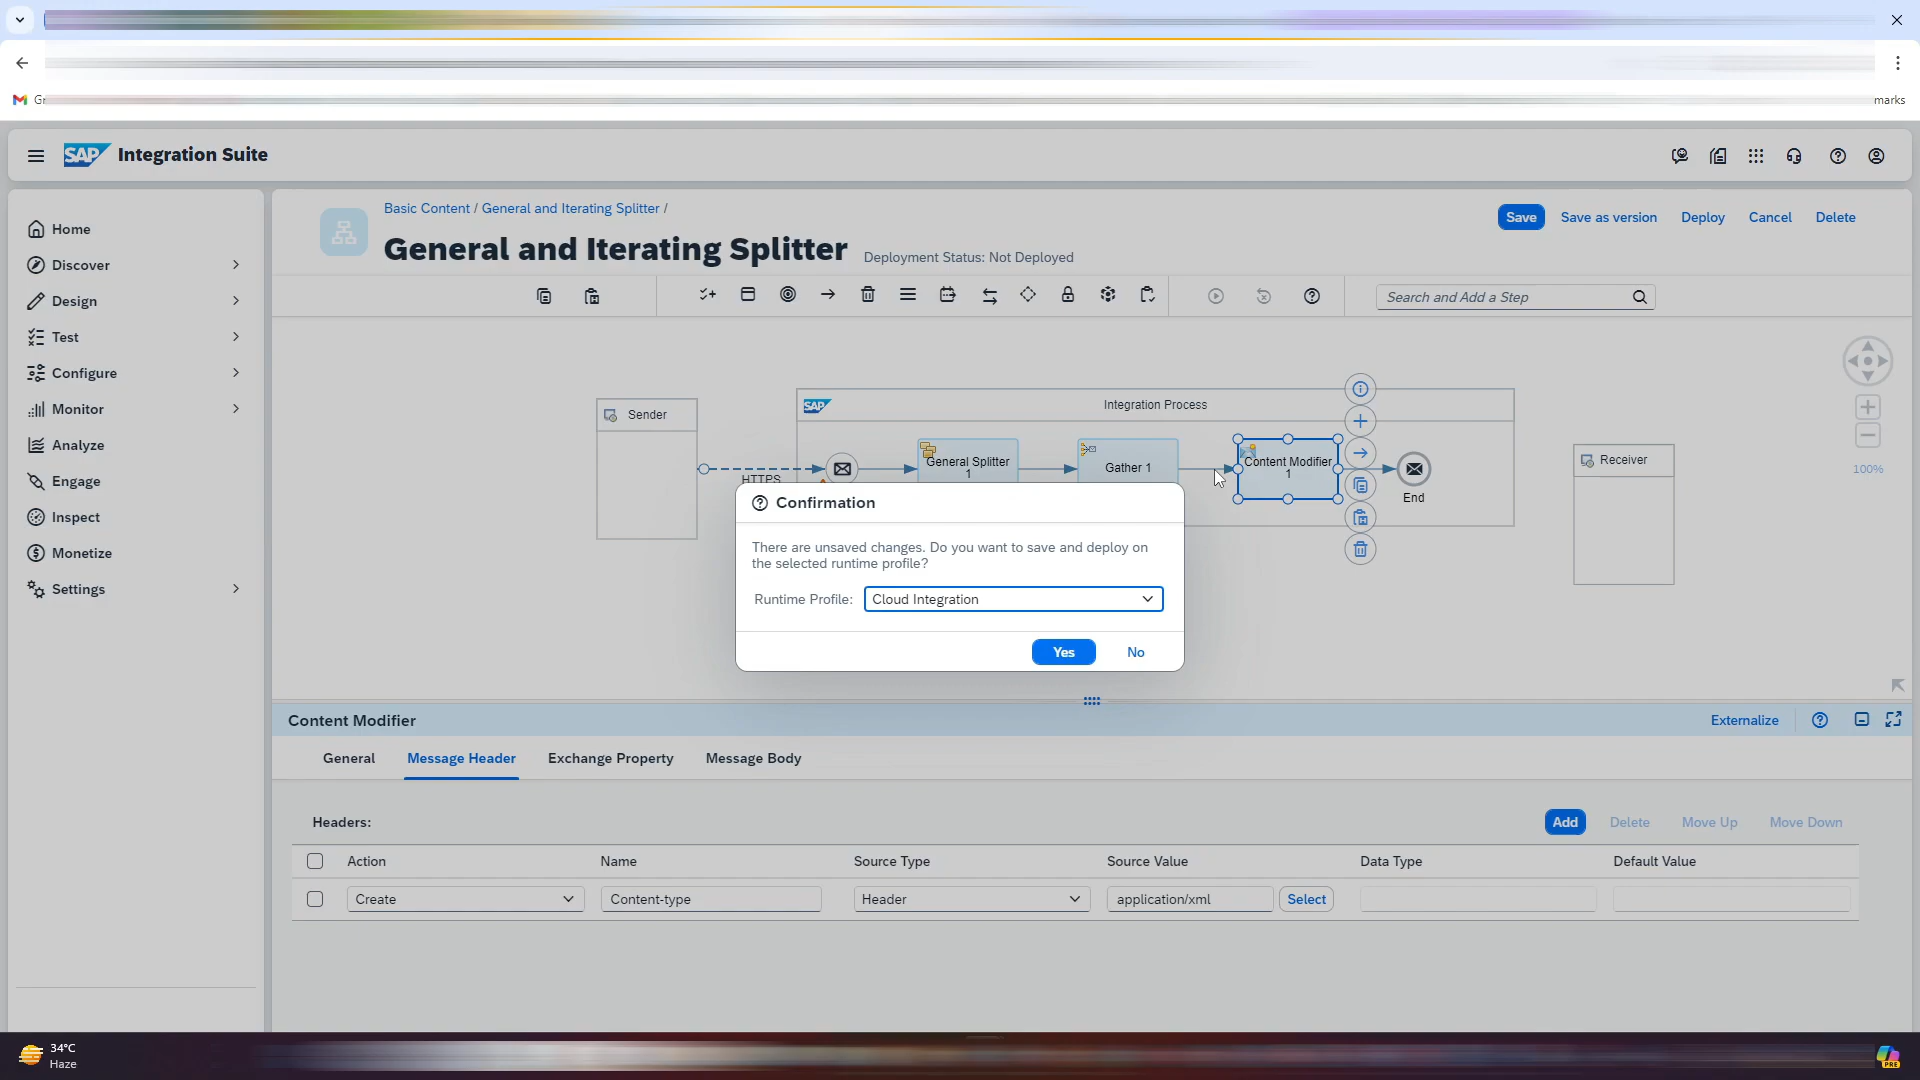 marks
SAP Integration Suite
Home
Discover
Design
Test
Configure
Monitor
Analyze
Engage
Inspect
Monetize
Settings
Basic Content / General and Iterating Splitter /
General and Iterating Splitter
Deployment Status: Not Deployed
Save
Save as version
Deploy
Cancel
Delete
Search and Add a Step
Sender
HTTPS
SAP
Integration Process
General Splitter
1
Gather 1
Content Modifier
1
End
Receiver
100%
Confirmation
There are unsaved changes. Do you want to save and deploy on
the selected runtime profile?
Runtime Profile: Cloud Integration
Yes
No
Content Modifier
Externalize
General
Message Header
Exchange Property
Message Body
Headers:
Add
Delete
Move Up
Move Down
Action
Name
Source Type
Source Value
Data Type
Default Value
Create
Content-type
Header
application/xml
Select
34°C
Haze
PRE